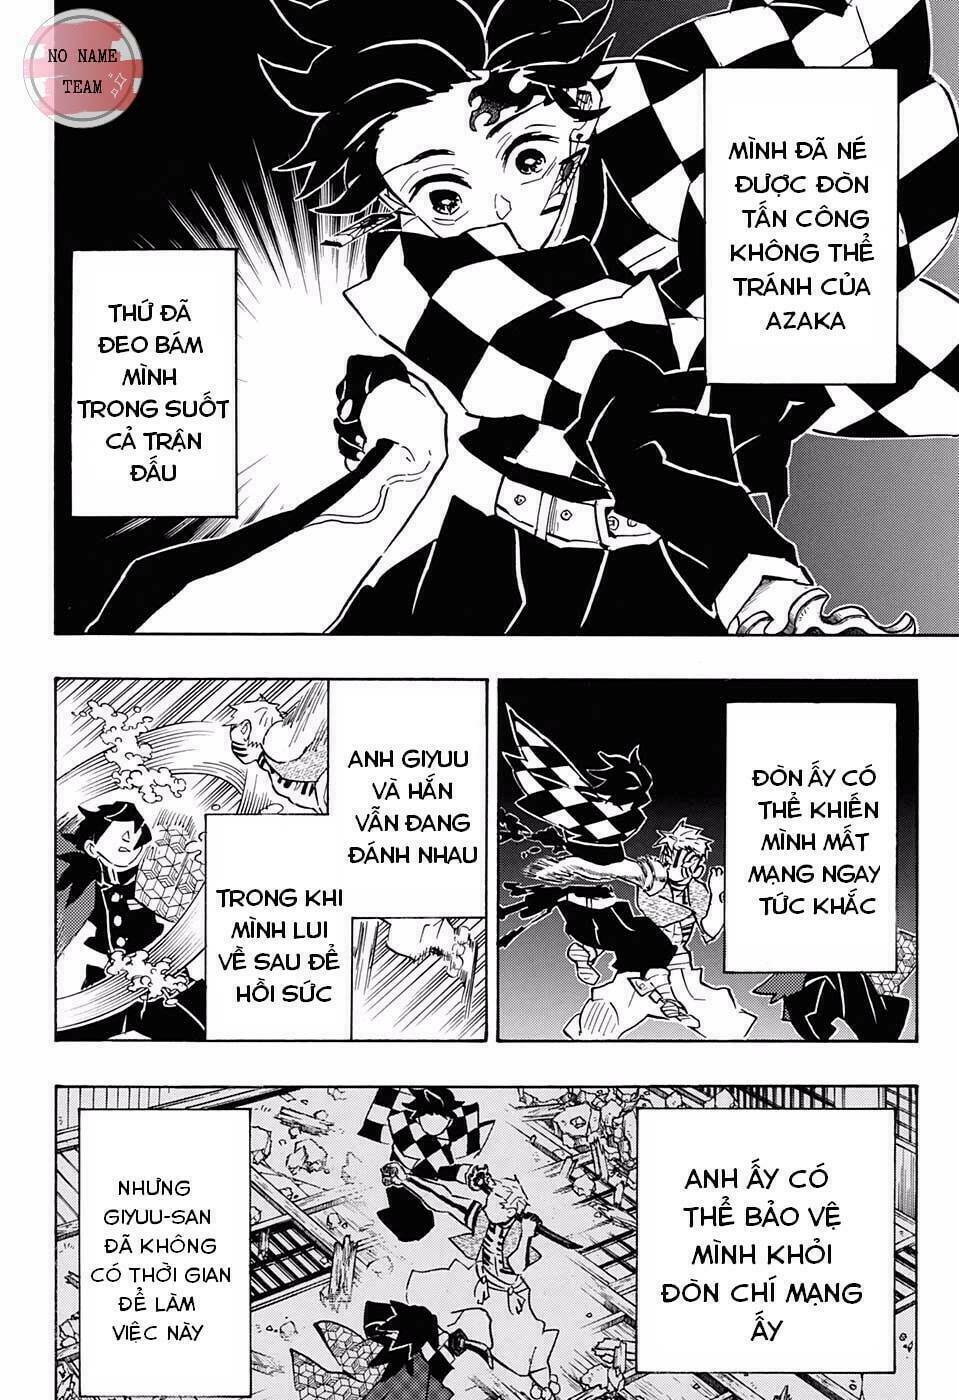 NO NAME
TEAM
MÌNH ĐÃ NÉ
ĐƯỢC ĐÒN
TẤN CÔNG
KHÔNG THỂ
TRÁNH CỦA
AZAKA
THỨ ĐÃ
ĐEO BÁM
MÌNH
TRONG SUỐT
CẢ TRẬN
ĐẤU
ĐÒN ẤY CÓ
THỂ KHIẾN
MÌNH MẤT
MẠNG NGAY
TỨC KHẮC
ANH GIYUU
VÀ HẮN
VẪN ĐANG
ĐÁNH NHAU
TRONG KHI
MÌNH LUI
VỀ SAU ĐỂ
HỒI SỨC
ANH ẤY CÓ
THỂ BẢO VỆ
MÌNH KHỎI
ĐÒN CHÍ MẠNG
ẤY
NHƯNG
GIYUU-SAN
ĐÃ KHÔNG
CÓ THỜI GIAN
ĐỂ LÀM
VIỆC NÀY